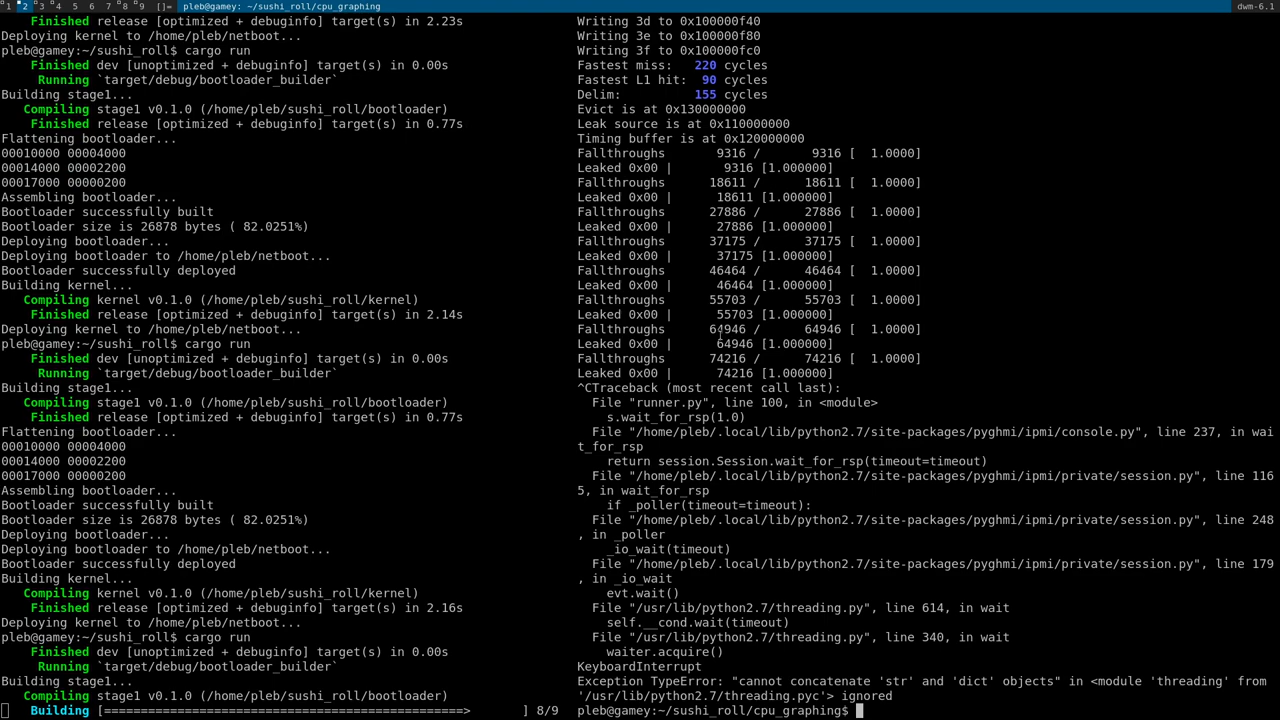 1 2 3 4 5 6 7 8 9 []= pleb@gamey: ~/sushi_roll/cpu_graphing dwm-6.1
Finished release [optimized + debuginfo] target(s) in 2.23s
Deploying kernel to /home/pleb/netboot...
pleb@gamey:~/sushi_roll$ cargo run
Finished dev [unoptimized + debuginfo] target(s) in 0.00s
Running `target/debug/bootloader_builder`
Building stage1...
Compiling stage1 v0.1.0 (/home/pleb/sushi_roll/bootloader)
Finished release [optimized + debuginfo] target(s) in 0.77s
Flattening bootloader...
00010000 00004000
00014000 00002200
00017000 00000200
Assembling bootloader...
Bootloader successfully built
Bootloader size is 26878 bytes ( 82.0251%)
Deploying bootloader...
Deploying bootloader to /home/pleb/netboot...
Bootloader successfully deployed
Building kernel...
Compiling kernel v0.1.0 (/home/pleb/sushi_roll/kernel)
Finished release [optimized + debuginfo] target(s) in 2.14s
Deploying kernel to /home/pleb/netboot...
pleb@gamey:~/sushi_roll$ cargo run
Finished dev [unoptimized + debuginfo] target(s) in 0.00s
Running `target/debug/bootloader_builder`
Building stage1...
Compiling stage1 v0.1.0 (/home/pleb/sushi_roll/bootloader)
Finished release [optimized + debuginfo] target(s) in 0.77s
Flattening bootloader...
00010000 00004000
00014000 00002200
00017000 00000200
Assembling bootloader...
Bootloader successfully built
Bootloader size is 26878 bytes ( 82.0251%)
Deploying bootloader...
Deploying bootloader to /home/pleb/netboot...
Bootloader successfully deployed
Building kernel...
Compiling kernel v0.1.0 (/home/pleb/sushi_roll/kernel)
Finished release [optimized + debuginfo] target(s) in 2.16s
Deploying kernel to /home/pleb/netboot...
pleb@gamey:~/sushi_roll$ cargo run
Finished dev [unoptimized + debuginfo] target(s) in 0.00s
Running `target/debug/bootloader_builder`
Building stage1...
Compiling stage1 v0.1.0 (/home/pleb/sushi_roll/bootloader)
Building [=================================================> ] 8/9
Writing 3d to 0x100000f40
Writing 3e to 0x100000f80
Writing 3f to 0x100000fc0
Fastest miss: 220 cycles
Fastest L1 hit: 90 cycles
Delim: 155 cycles
Evict is at 0x130000000
Leak source is at 0x110000000
Timing buffer is at 0x120000000
Fallthroughs 9316 / 9316 [ 1.0000]
Leaked 0x00 | 9316 [1.0000000]
Fallthroughs 18611 / 18611 [ 1.0000]
Leaked 0x00 | 18611 [1.0000000]
Fallthroughs 27886 / 27886 [ 1.0000]
Leaked 0x00 | 27886 [1.0000000]
Fallthroughs 37175 / 37175 [ 1.0000]
Leaked 0x00 | 37175 [1.0000000]
Fallthroughs 46464 / 46464 [ 1.0000]
Leaked 0x00 | 46464 [1.0000000]
Fallthroughs 55703 / 55703 [ 1.0000]
Leaked 0x00 | 55703 [1.0000000]
Fallthroughs 64946 / 64946 [ 1.0000]
Leaked 0x00 | 64946 [1.0000000]
Fallthroughs 74216 / 74216 [ 1.0000]
Leaked 0x00 | 74216 [1.0000000]
^CTraceback (most recent call last):
File "runner.py", line 100, in <module>
s.wait_for_rsp(1.0)
File "/home/pleb/.local/lib/python2.7/site-packages/pyghmi/ipmi/console.py", line 237, in wai
t_for_rsp
return session.Session.wait_for_rsp(timeout=timeout)
File "/home/pleb/.local/lib/python2.7/site-packages/pyghmi/ipmi/private/session.py", line 116
5, in wait_for_rsp
if _poller(timeout=timeout):
File "/home/pleb/.local/lib/python2.7/site-packages/pyghmi/ipmi/private/session.py", line 248
, in _poller
_io_wait(timeout)
File "/home/pleb/.local/lib/python2.7/site-packages/pyghmi/ipmi/private/session.py", line 179
, in _io_wait
evt.wait()
File "/usr/lib/python2.7/threading.py", line 614, in wait
self.__cond.wait(timeout)
File "/usr/lib/python2.7/threading.py", line 340, in wait
waiter.acquire()
KeyboardInterrupt
Exception TypeError: "cannot concatenate 'str' and 'dict' objects" in <module 'threading' from
'/usr/lib/python2.7/threading.pyc'> ignored
pleb@gamey:~/sushi_roll/cpu_graphing$